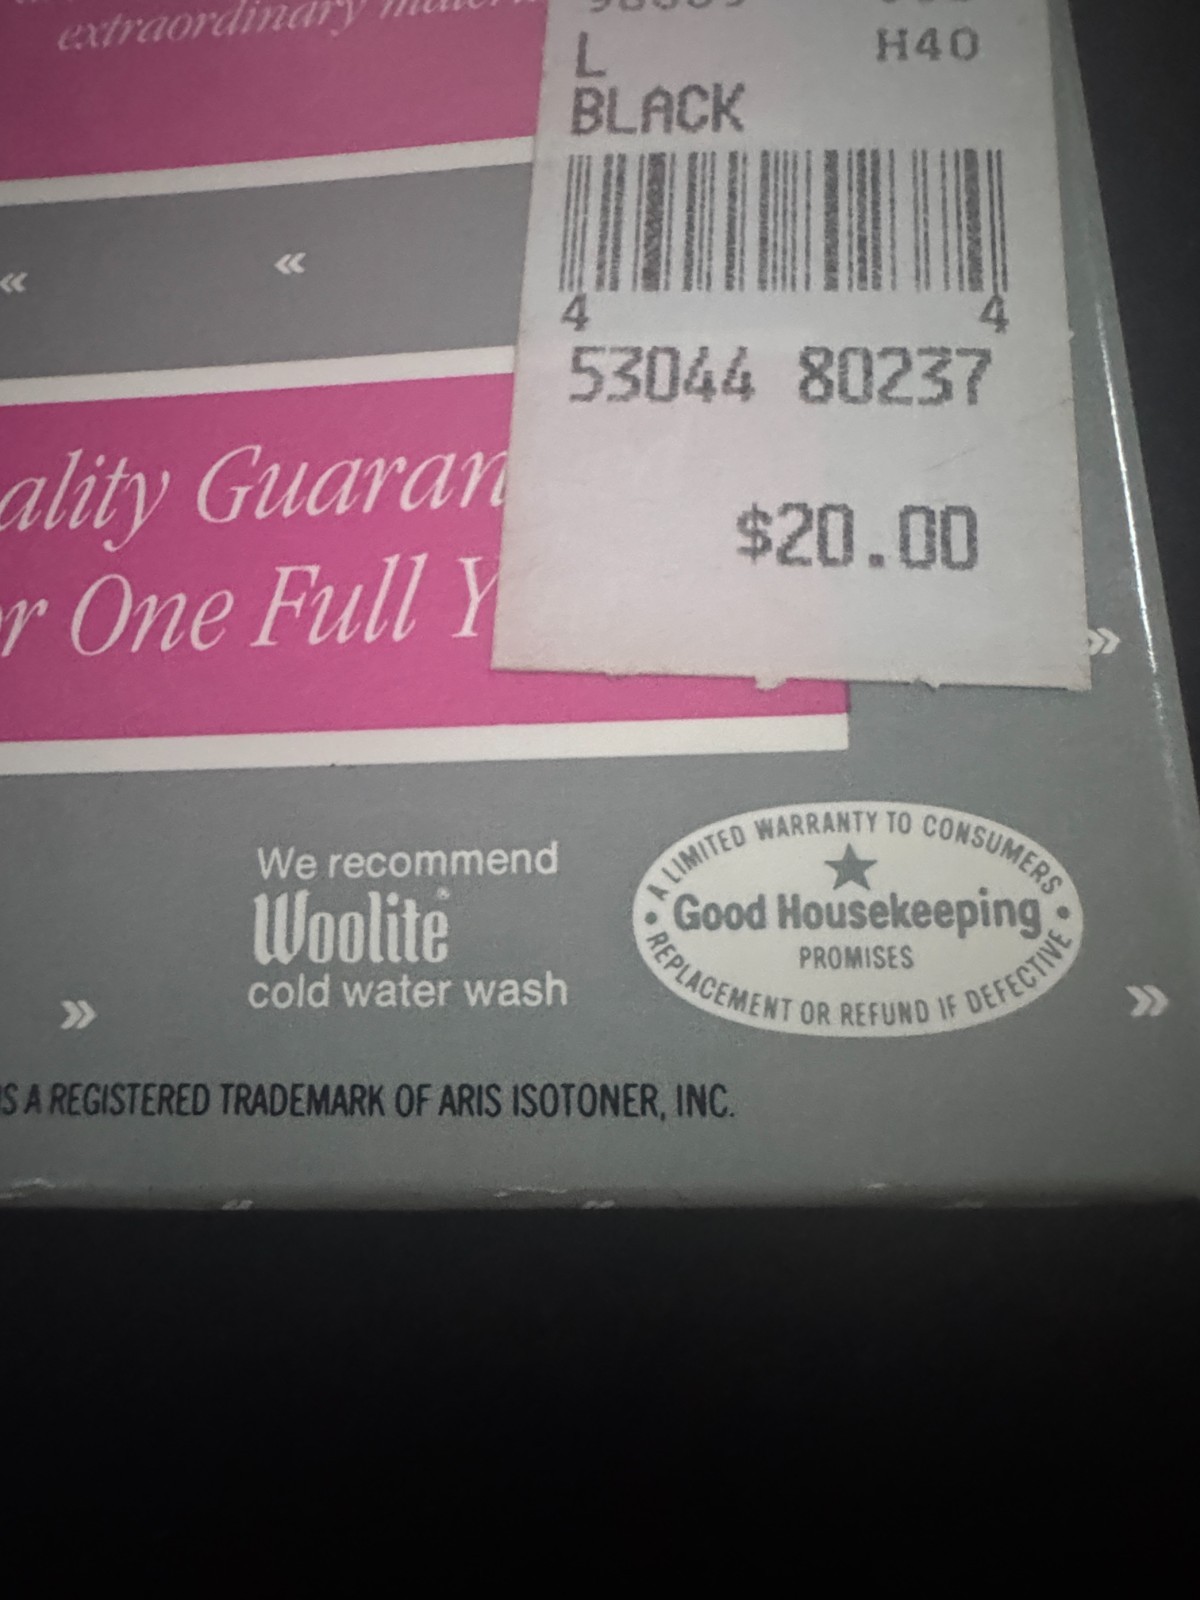 extraordinary
L H40
BLACK
4 4
53044 80237
$20.00
ality Guaran
r One Full Y
We recommend
Woolite®
cold water wash
• A LIMITED WARRANTY TO CONSUMERS •
Good Housekeeping
PROMISES
REPLACEMENT OR REFUND IF DEFECTIVE
IS A REGISTERED TRADEMARK OF ARIS ISOTONER, INC.